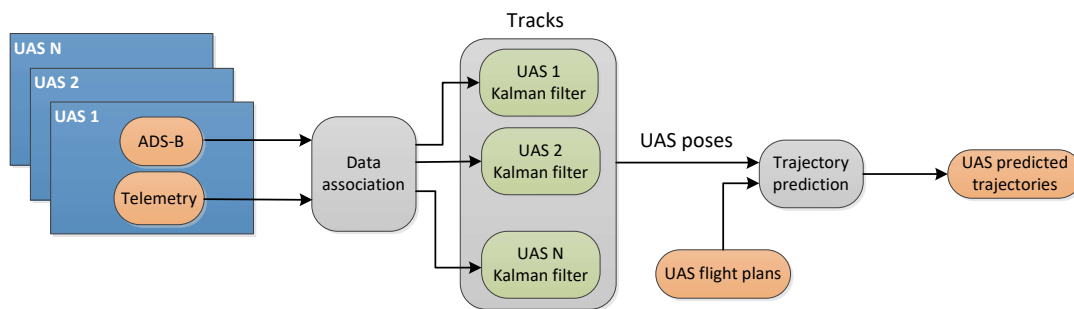 Tracks
UAS N
UAS 2
UAS 1
ADS-B
Telemetry
Data
association
UAS 1
Kalman filter
UAS 2
Kalman filter
UAS N
Kalman filter
UAS poses
Trajectory
prediction
UAS flight plans
UAS predicted
trajectories